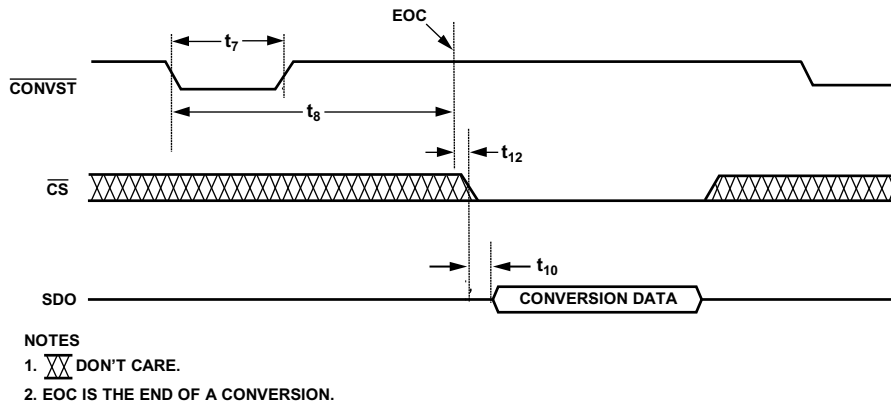 EOC
t₇
CONVST
t₈
t₁₂
CS
t₁₀
SDO
CONVERSION DATA
NOTES
1. DON'T CARE.
2. EOC IS THE END OF A CONVERSION.